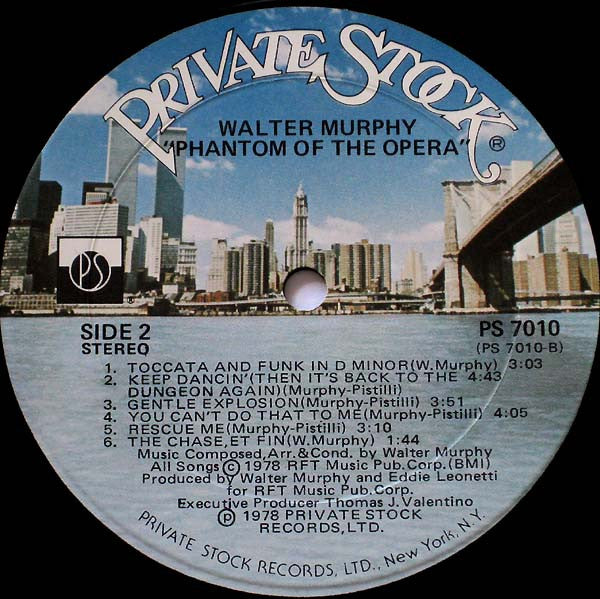 PRIVATE STOCK®
WALTER MURPHY
"PHANTOM OF THE OPERA"
PS
®
SIDE 2
STEREO
PS 7010
(PS 7010-B)
1. TOCCATA AND FUNK IN D MINOR(W.Murphy) 3:03
2. KEEP DANCIN'(THEN IT'S BACK TO THE 4:43
DUNGEON AGAIN)(Murphy-Pistilli)
3. GENTLE EXPLOSION(Murphy-Pistilli) 3:51
4. YOU CAN'T DO THAT TO ME(Murphy-Pistilli) 4:05
5. RESCUE ME(Murphy-Pistilli) 3:10
6. THE CHASE,ET FIN(W.Murphy) 1:44
Music Composed,Arr.& Cond. by Walter Murphy
All Songs © 1978 RFT Music Pub.Corp.(BMI)
Produced by Walter Murphy and Eddie Leonetti
for RFT Music Pub.Corp.
Executive Producer Thomas J.Valentino
℗ 1978 PRIVATE STOCK
RECORDS,LTD.
PRIVATE STOCK RECORDS, LTD., New York, N.Y.